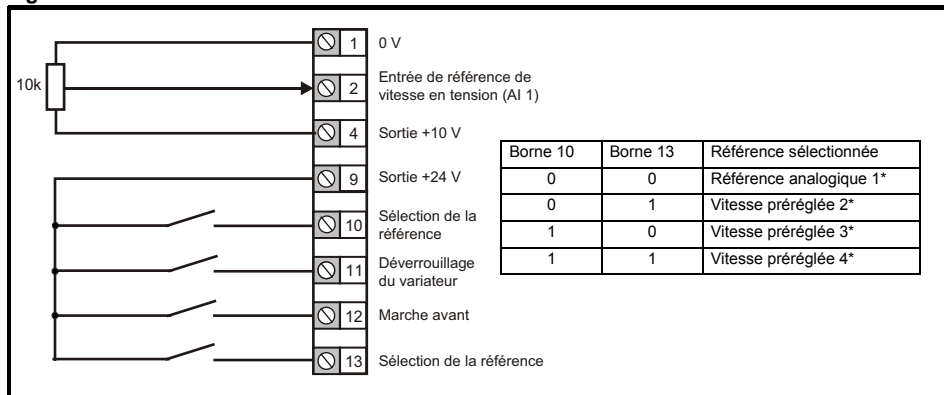 10k
1 0 V
2 Entrée de référence de
vitesse en tension (AI 1)
4 Sortie +10 V
9 Sortie +24 V
10 Sélection de la
référence
11 Déverrouillage
du variateur
12 Marche avant
13 Sélection de la référence
Borne 10 Borne 13 Référence sélectionnée
0 0 Référence analogique 1*
0 1 Vitesse préréglée 2*
1 0 Vitesse préréglée 3*
1 1 Vitesse préréglée 4*